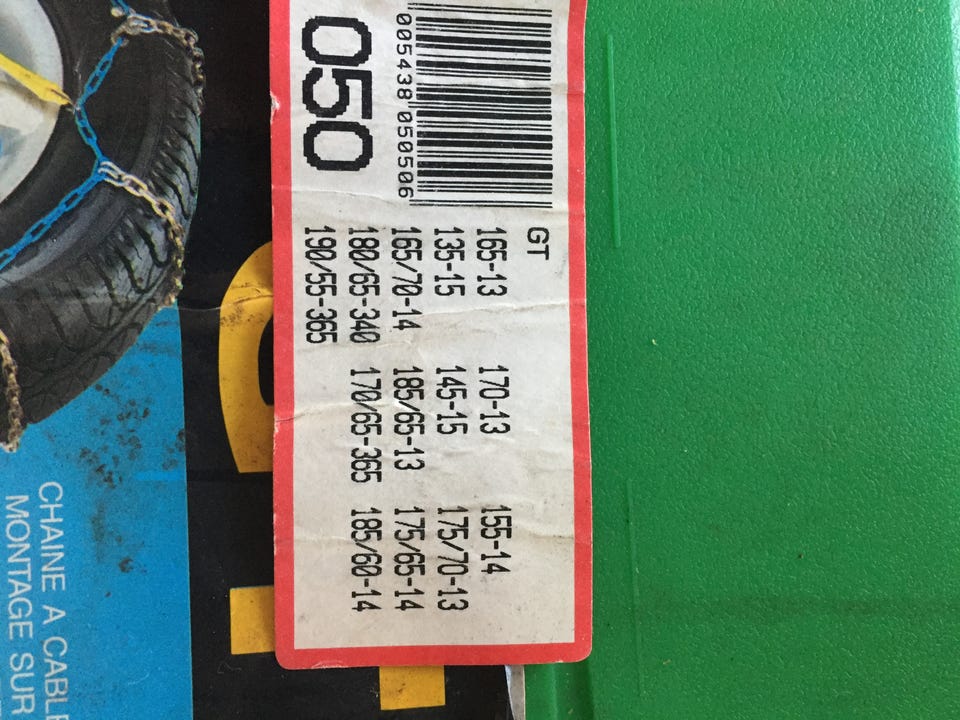 005438 050506
050
GT
165-13 170-13 155-14
135-15 145-15 175/70-13
165/70-14 185/65-13 175/65-14
180/65-340 170/65-365 185/60-14
190/55-365
CHAINE A CABLE
MONTAGE SUR